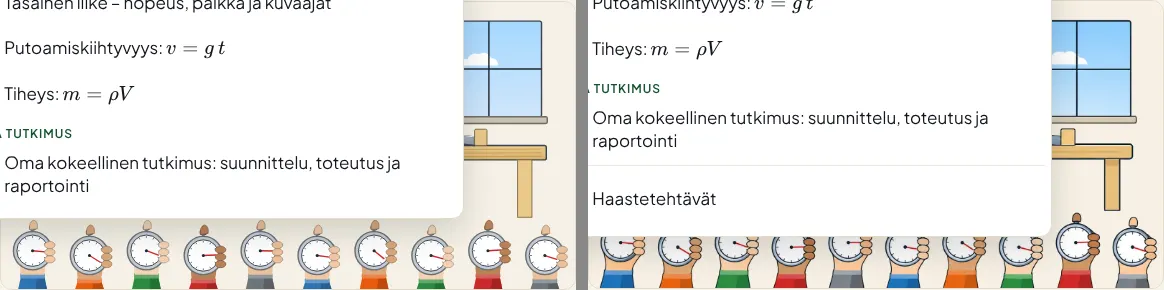 Tasainen liike – nopeus, paikka ja kuvaajat
Putoamiskiihtyvyys: v = g t
Tiheys: m = ρV
TUTKIMUS
Oma kokeellinen tutkimus: suunnittelu, toteutus ja
raportointi
Putoamiskiihtyvyys: v = g t
Tiheys: m = ρV
TUTKIMUS
Oma kokeellinen tutkimus: suunnittelu, toteutus ja
raportointi
Haastetehtävät